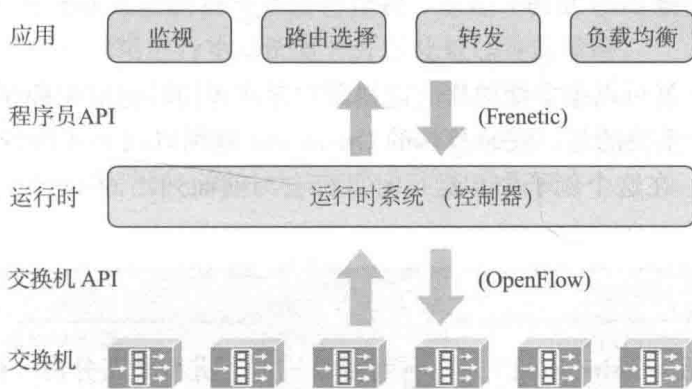 应用 监视 路由选择 转发 负载均衡
程序员API (Frenetic)
运行时 运行时系统 (控制器)
交换机 API (OpenFlow)
交换机